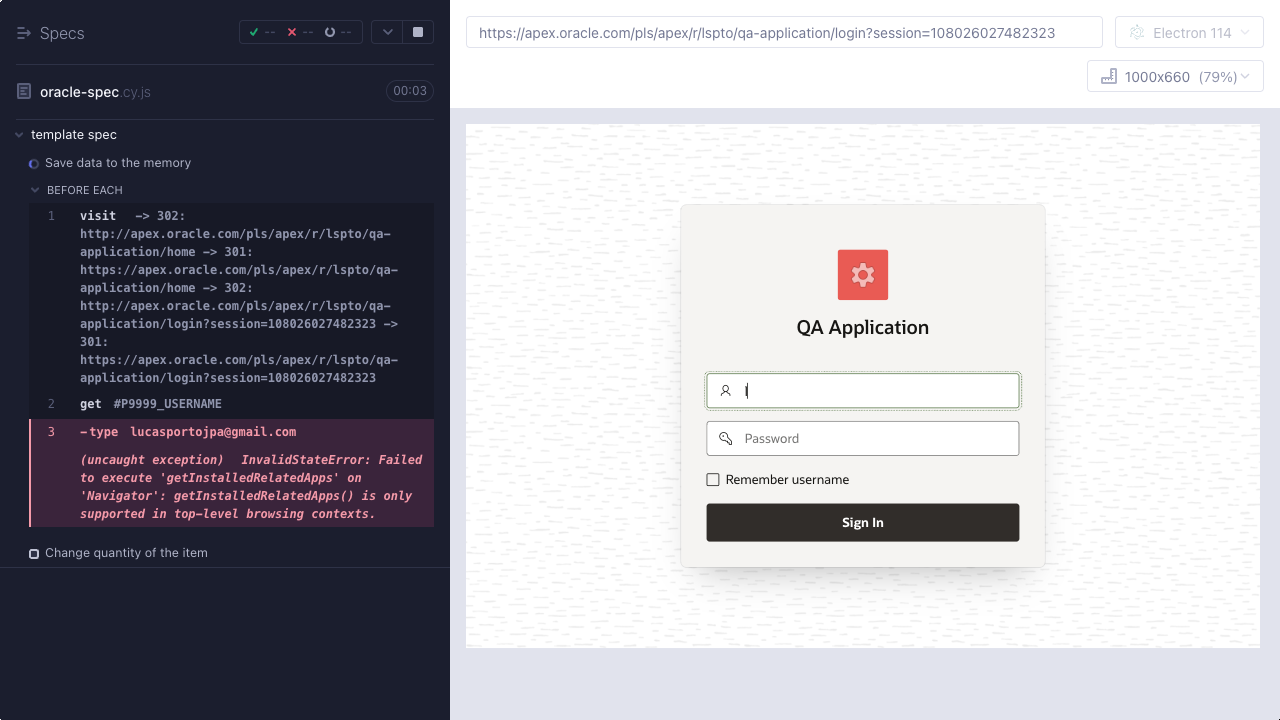 Specs
-- -- --
oracle-spec.cy.js 00:03
template spec
Save data to the memory
BEFORE EACH
1 visit -> 302:
http://apex.oracle.com/pls/apex/r/lspto/qa-
application/home -> 301:
https://apex.oracle.com/pls/apex/r/lspto/qa-
application/home -> 302:
http://apex.oracle.com/pls/apex/r/lspto/qa-
application/login?session=108026027482323 ->
301:
https://apex.oracle.com/pls/apex/r/lspto/qa-
application/login?session=108026027482323
2 get #P9999_USERNAME
3 -type lucasportojpa@gmail.com
(uncaught exception) InvalidStateError: Failed
to execute 'getInstalledRelatedApps' on
'Navigator': getInstalledRelatedApps() is only
supported in top-level browsing contexts.
Change quantity of the item
https://apex.oracle.com/pls/apex/r/lspto/qa-application/login?session=108026027482323
Electron 114
1000x660 (79%)
QA Application
l
Password
Remember username
Sign In